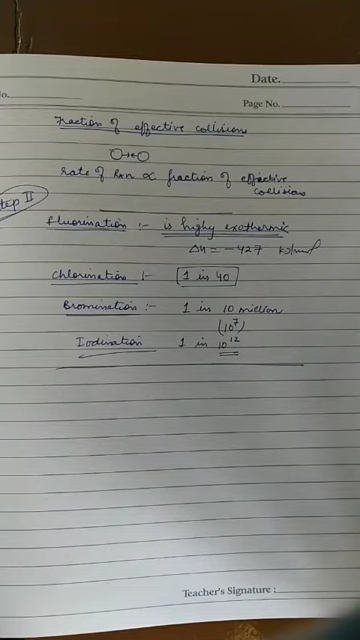 Date.
No.
Page No.
Fraction of effective collisions
rate of Rxn ∝ fraction of effective
collisions
Step II
Fluorination :- is highly exothermic
ΔH = -427 KJ/mol
Chlorination :- 1 in 40
Bromination :- 1 in 10 million
(10⁷)
Iodination 1 in 10¹²
Teacher's Signature :